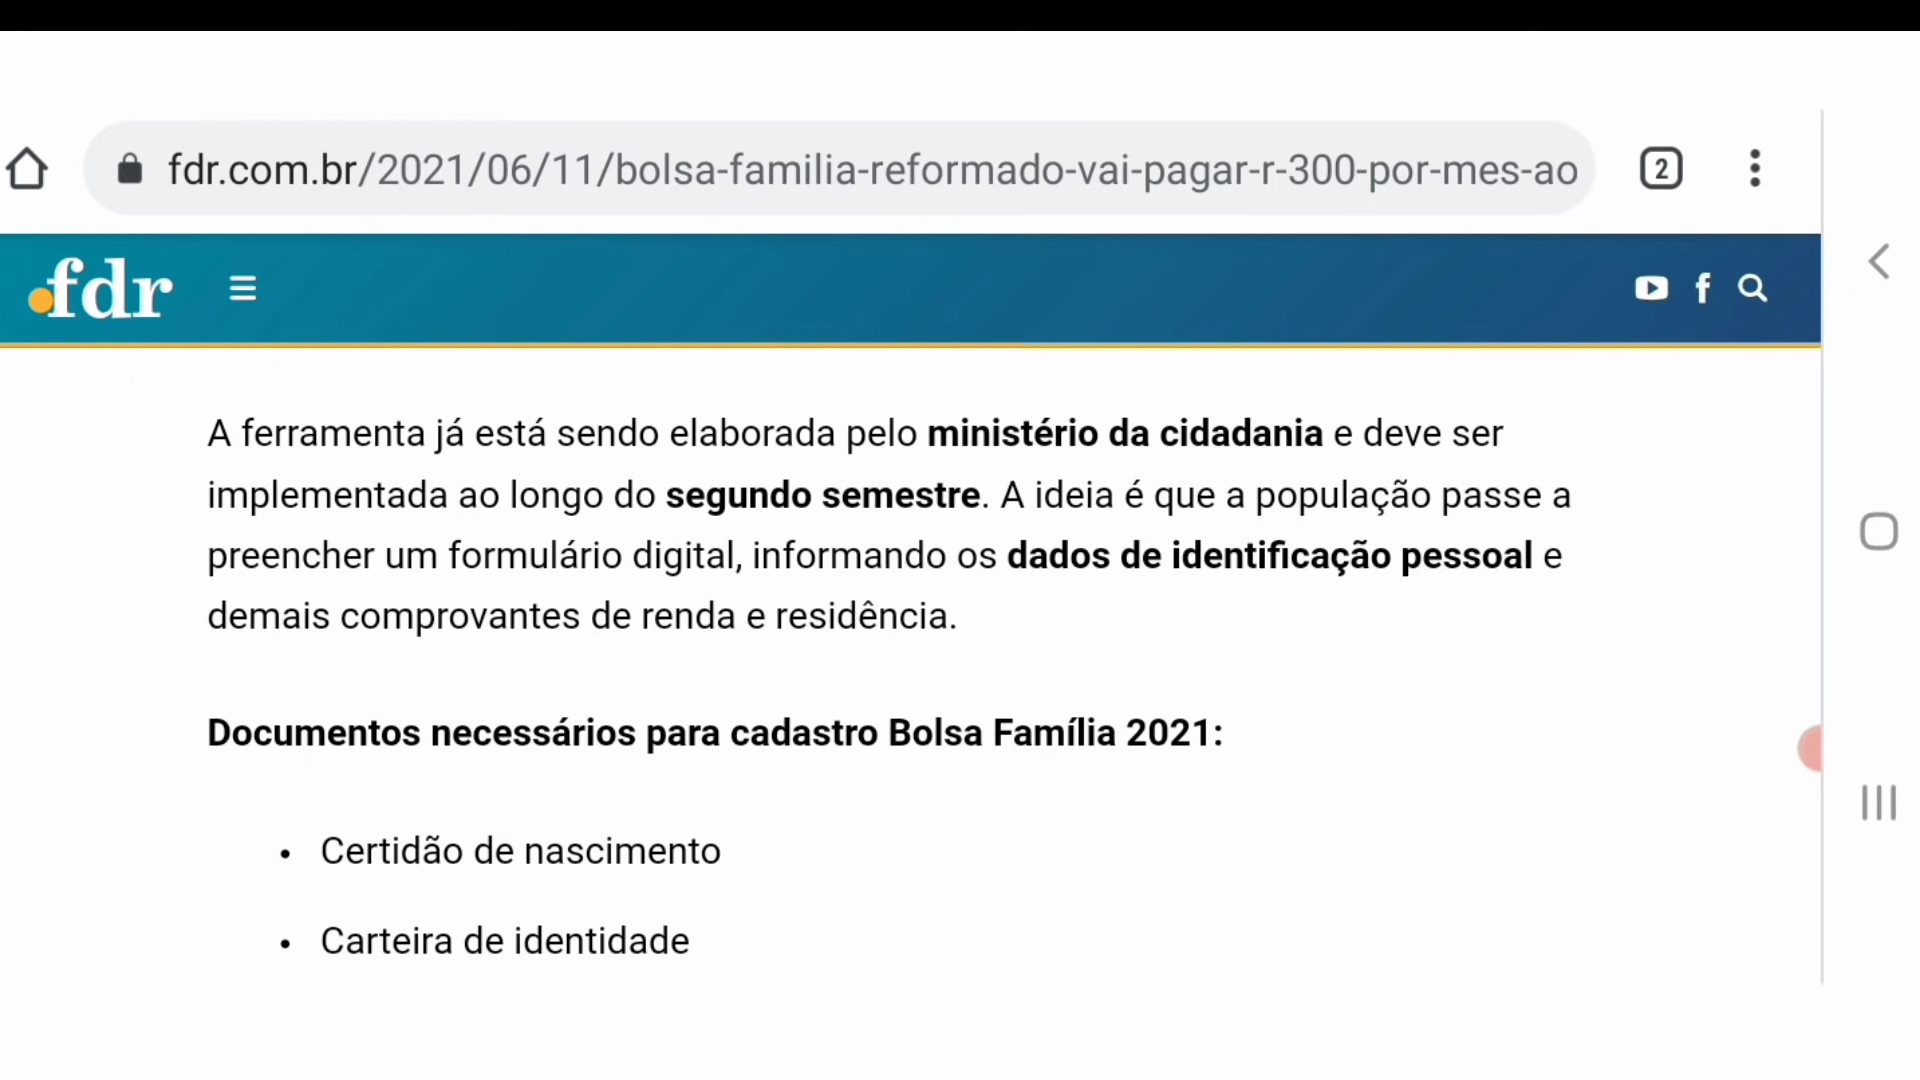 fdr.com.br/2021/06/11/bolsa-familia-reformado-vai-pagar-r-300-por-mes-ao
2
fdr
A ferramenta já está sendo elaborada pelo ministério da cidadania e deve ser
implementada ao longo do segundo semestre. A ideia é que a população passe a
preencher um formulário digital, informando os dados de identificação pessoal e
demais comprovantes de renda e residência.
Documentos necessários para cadastro Bolsa Família 2021:
• Certidão de nascimento
• Carteira de identidade